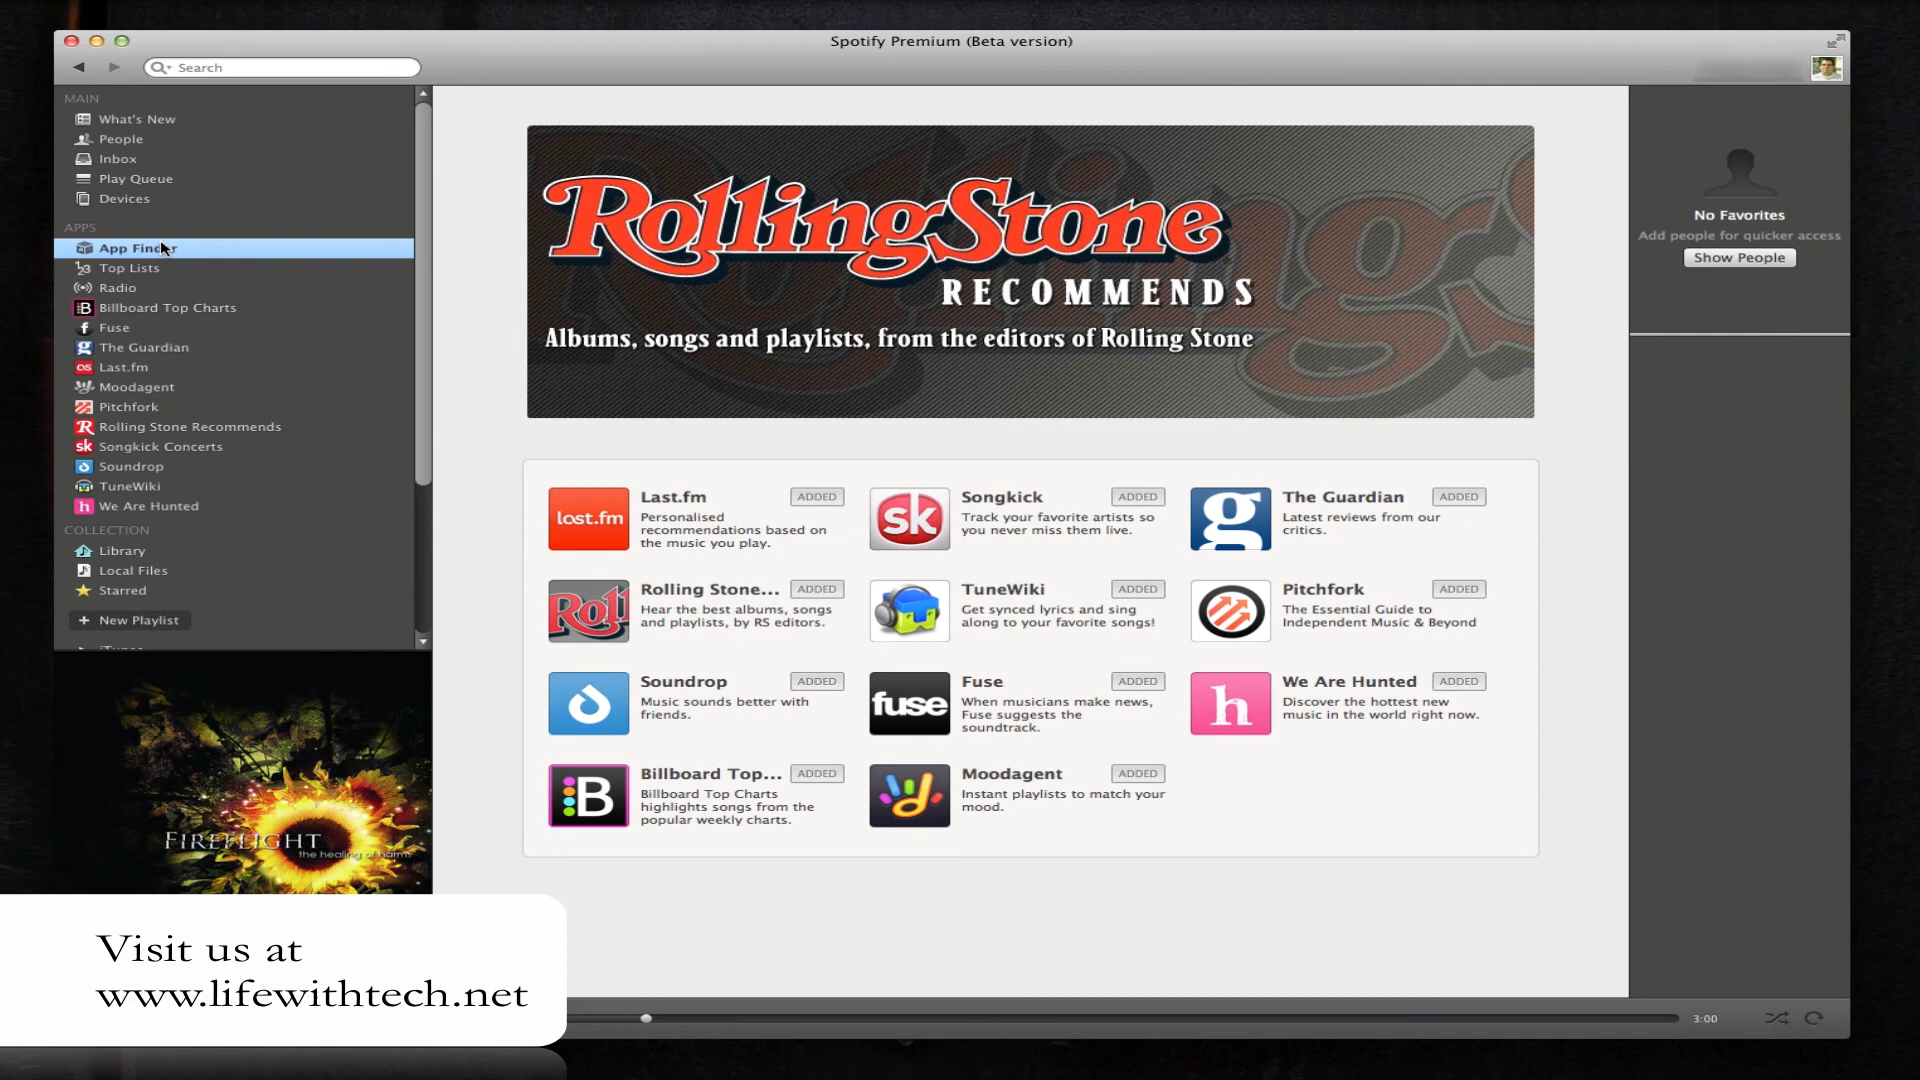 Spotify Premium (Beta version)
Search
MAIN
What's New
People
Inbox
Play Queue
Devices
APPS
App Finder
Top Lists
Radio
Billboard Top Charts
Fuse
The Guardian
Last.fm
Moodagent
Pitchfork
Rolling Stone Recommends
Songkick Concerts
Soundrop
TuneWiki
We Are Hunted
COLLECTION
Library
Local Files
Starred
+ New Playlist
FIREFLIGHT
the healing of harms
RollingStone
RECOMMENDS
Albums, songs and playlists, from the editors of Rolling Stone
last.fm
Last.fm
ADDED
Personalised
recommendations based on
the music you play.
sk
Songkick
ADDED
Track your favorite artists so
you never miss them live.
g
The Guardian
ADDED
Latest reviews from our
critics.
Roll
Rolling Stone...
ADDED
Hear the best albums, songs
and playlists, by RS editors.
TuneWiki
ADDED
Get synced lyrics and sing
along to your favorite songs!
Pitchfork
ADDED
The Essential Guide to
Independent Music & Beyond
Soundrop
ADDED
Music sounds better with
friends.
fuse
Fuse
ADDED
When musicians make news,
Fuse suggests the
soundtrack.
h
We Are Hunted
ADDED
Discover the hottest new
music in the world right now.
B
Billboard Top...
ADDED
Billboard Top Charts
highlights songs from the
popular weekly charts.
Moodagent
ADDED
Instant playlists to match your
mood.
No Favorites
Add people for quicker access
Show People
3:00
Visit us at
www.lifewithtech.net